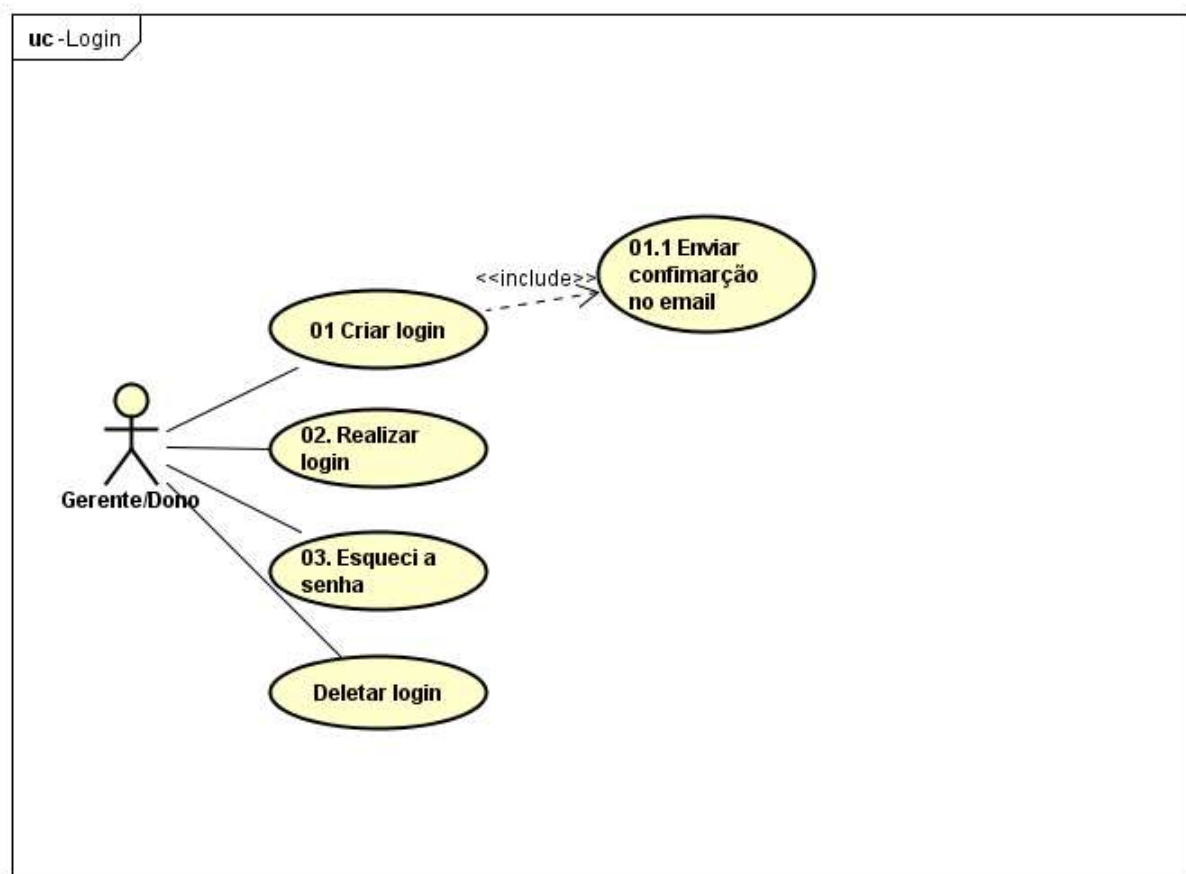 uc -Login
01.1 Enviar
confimarção
no email
<<include>>
01 Criar login
02. Realizar
login
Gerente/Dono
03. Esqueci a
senha
Deletar login